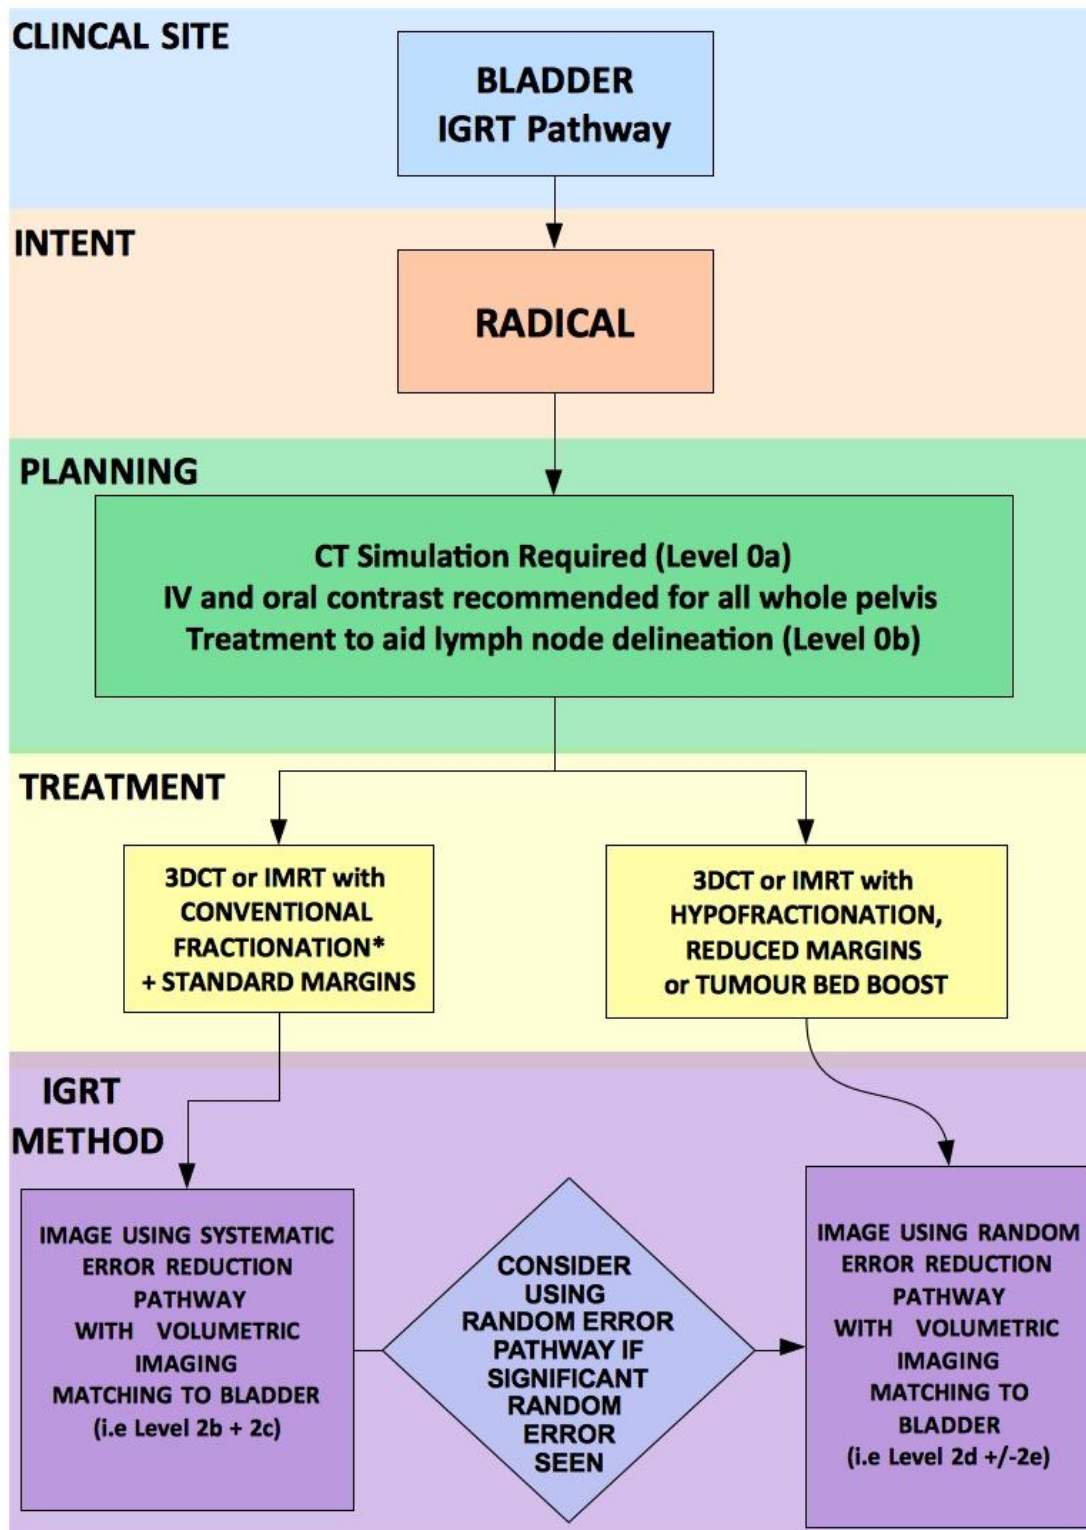 CLINCAL SITE
BLADDER
IGRT Pathway
INTENT
RADICAL
PLANNING
CT Simulation Required (Level 0a)
IV and oral contrast recommended for all whole pelvis
Treatment to aid lymph node delineation (Level 0b)
TREATMENT
3DCT or IMRT with
CONVENTIONAL
FRACTIONATION*
+ STANDARD MARGINS
3DCT or IMRT with
HYPOFRACTIONATION,
REDUCED MARGINS
or TUMOUR BED BOOST
IGRT
METHOD
IMAGE USING SYSTEMATIC
ERROR REDUCTION
PATHWAY
WITH VOLUMETRIC
IMAGING
MATCHING TO BLADDER
(i.e Level 2b + 2c)
CONSIDER
USING
RANDOM ERROR
PATHWAY IF
SIGNIFICANT
RANDOM
ERROR
SEEN
IMAGE USING RANDOM
ERROR REDUCTION
PATHWAY
WITH VOLUMETRIC
IMAGING
MATCHING TO
BLADDER
(i.e Level 2d +/-2e)